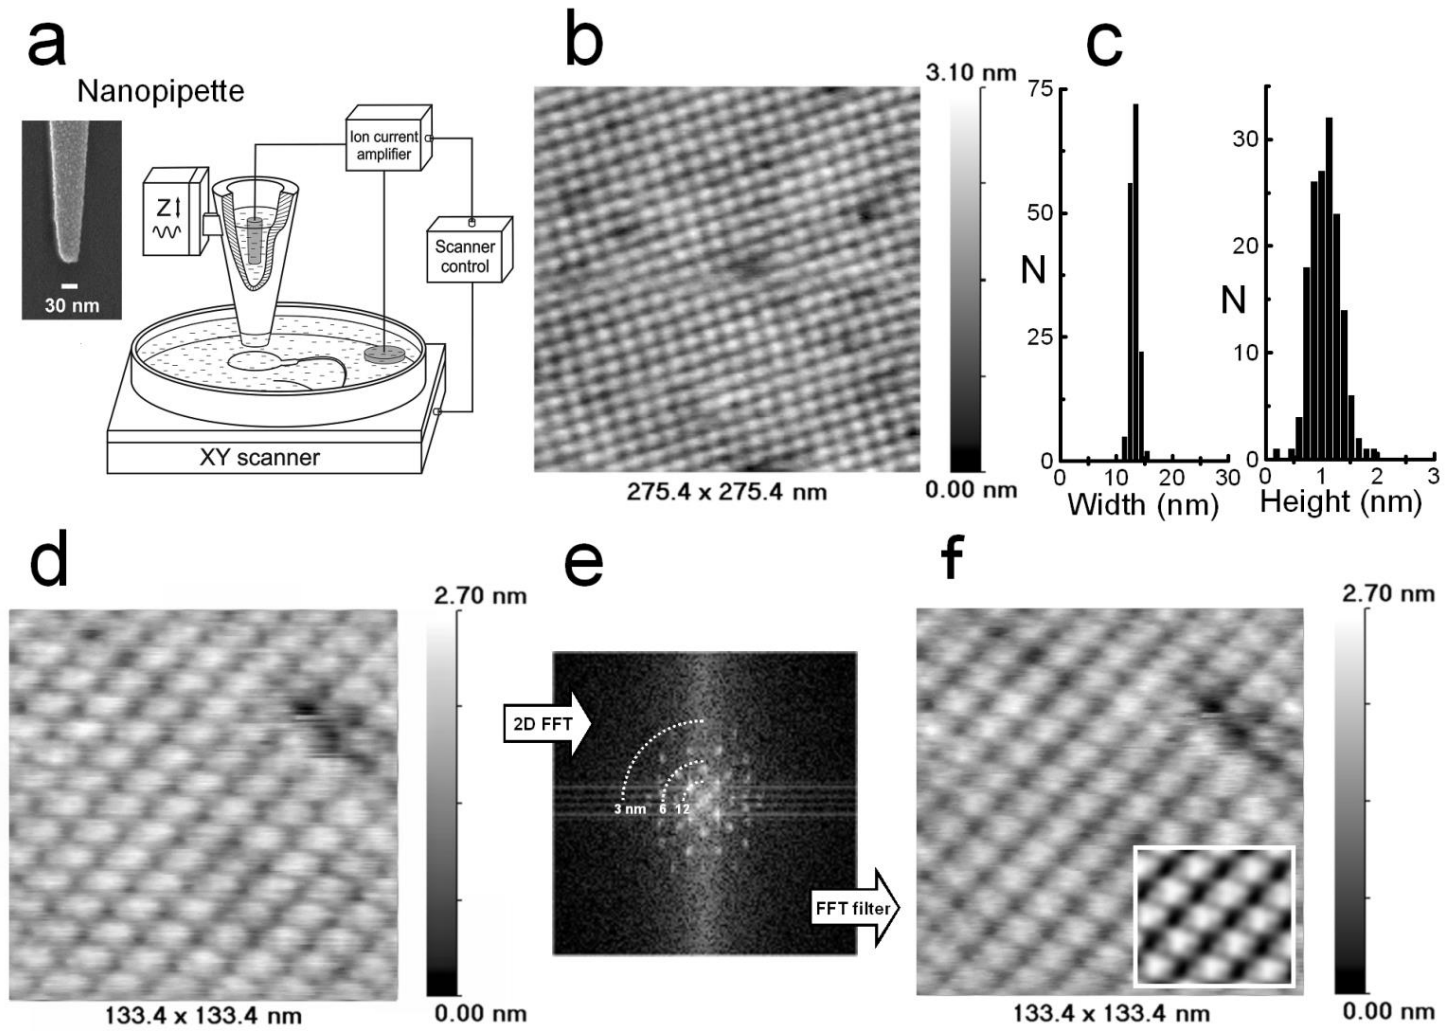 a
Nanopipette
30 nm
Z
Ion current
amplifier
Scanner
control
XY scanner
b
3.10 nm
0.00 nm
275.4 x 275.4 nm
c
75
50
N
25
0
0 10 20 30
Width (nm)
30
20
N
10
0
0 1 2 3
Height (nm)
d
2.70 nm
0.00 nm
133.4 x 133.4 nm
e
2D FFT
3 nm 6 12
FFT filter
f
2.70 nm
0.00 nm
133.4 x 133.4 nm